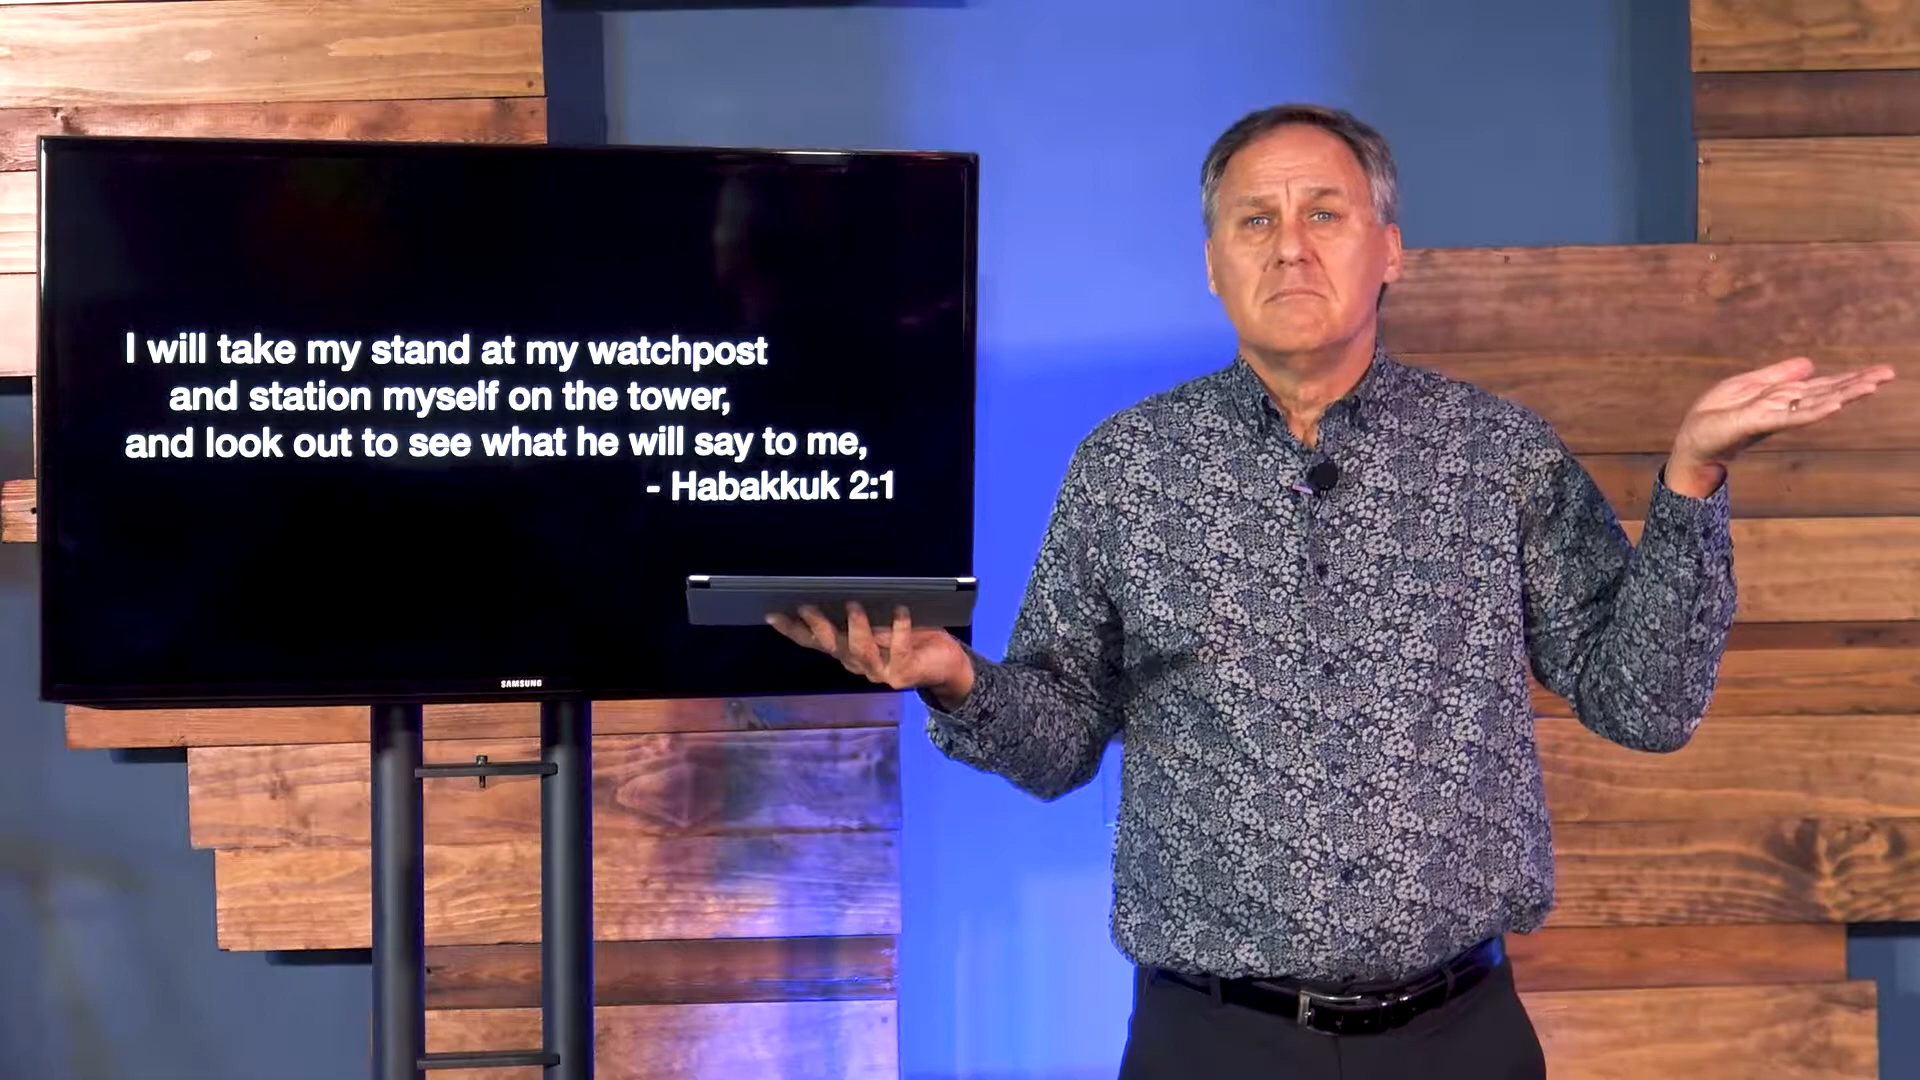 I will take my stand at my watchpost
and station myself on the tower,
and look out to see what he will say to me,
- Habakkuk 2:1
SAMSUNG